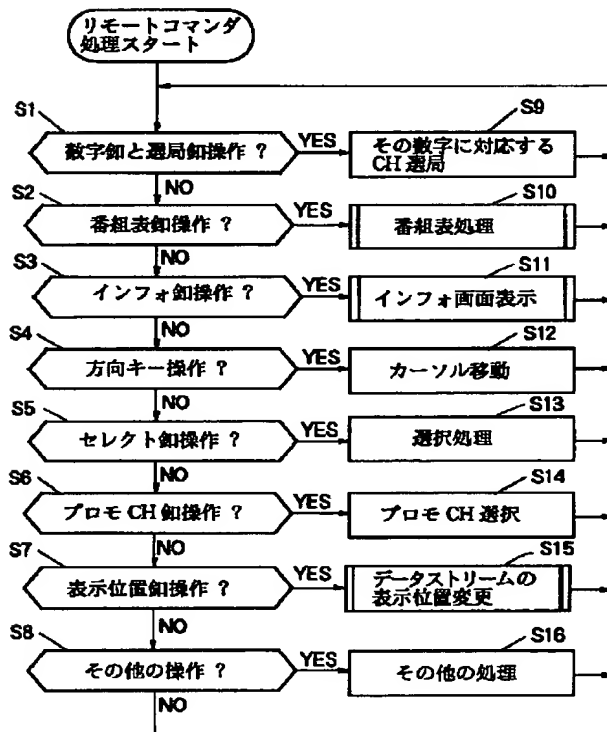 リモートコマンダ
処理スタート
S1
数字釦と選局釦操作 ?
YES
S9
その数字に対応する
CH 選局
NO
S2
番組表釦操作 ?
YES
S10
番組表処理
NO
S3
インフォ釦操作 ?
YES
S11
インフォ画面表示
NO
S4
方向キー操作 ?
YES
S12
カーソル移動
NO
S5
セレクト釦操作 ?
YES
S13
選択処理
NO
S6
プロモ CH 釦操作 ?
YES
S14
プロモ CH 選択
NO
S7
表示位置釦操作 ?
YES
S15
データストリームの
表示位置変更
NO
S8
その他の操作 ?
YES
S16
その他の処理
NO